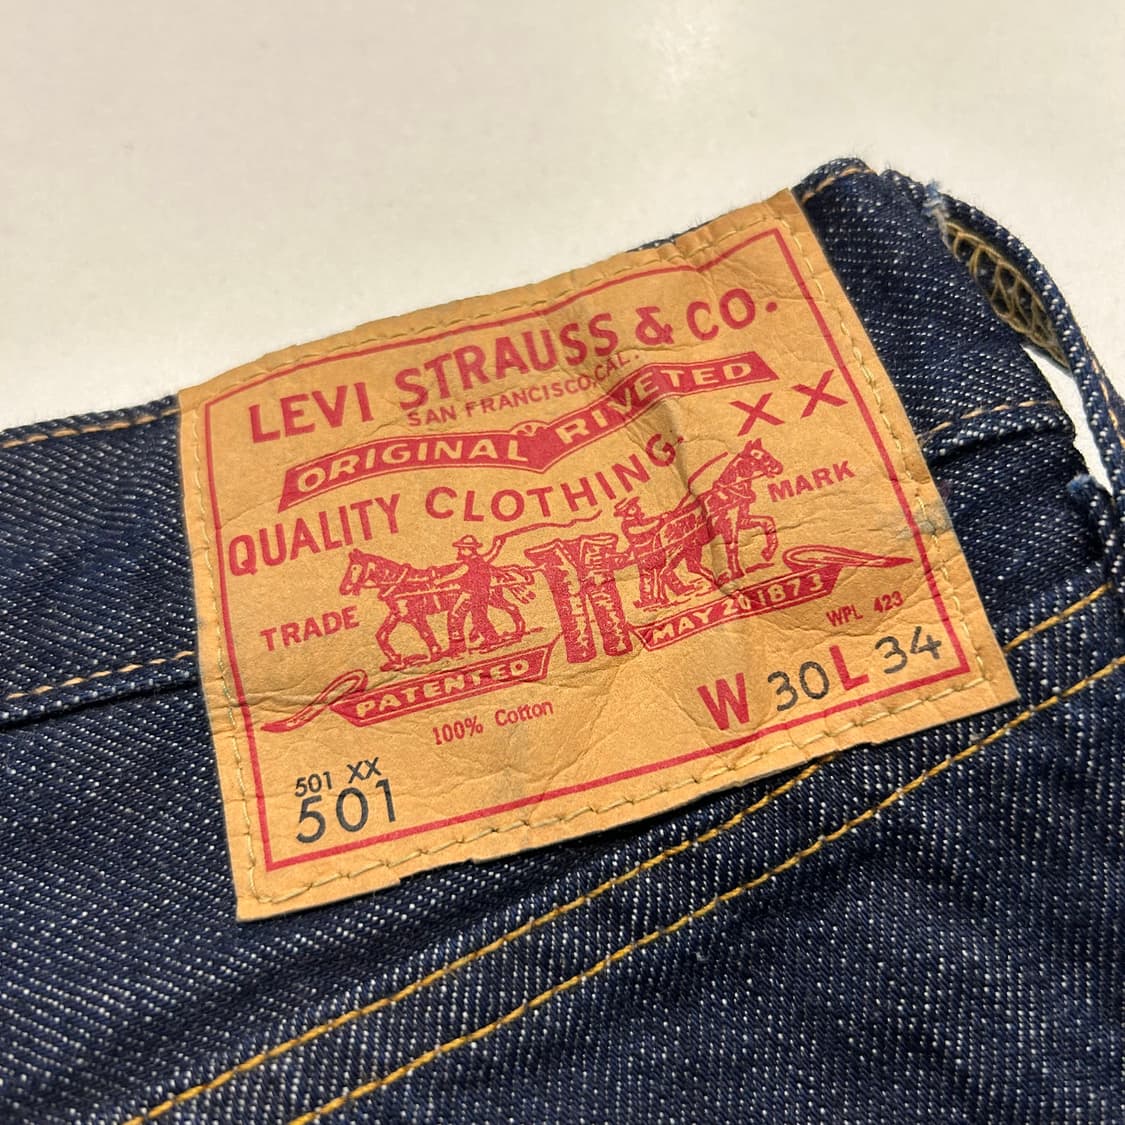 LEVI STRAUSS & CO.
SAN FRANCISCO, CAL.
ORIGINAL RIVETED
QUALITY CLOTHING.
XX
TRADE MARK
PATENTED MAY 20 1873
WPL 423
100% Cotton
W 30 L 34
501 XX
501